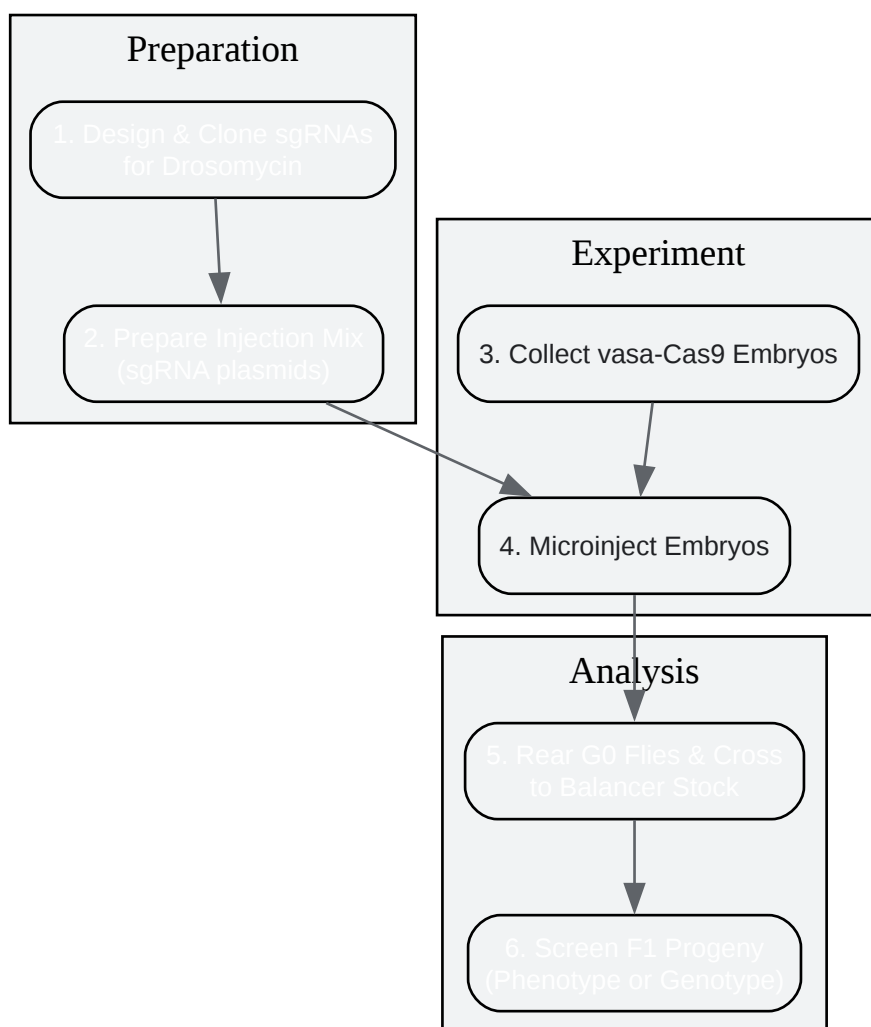 Preparation
1. Design & Clone sgRNAs
for Drosomycin
2. Prepare Injection Mix
(sgRNA plasmids)
Experiment
3. Collect vasa-Cas9 Embryos
4. Microinject Embryos
Analysis
5. Rear G0 Flies & Cross
to Balancer Stock
6. Screen F1 Progeny
(Phenotype or Genotype)